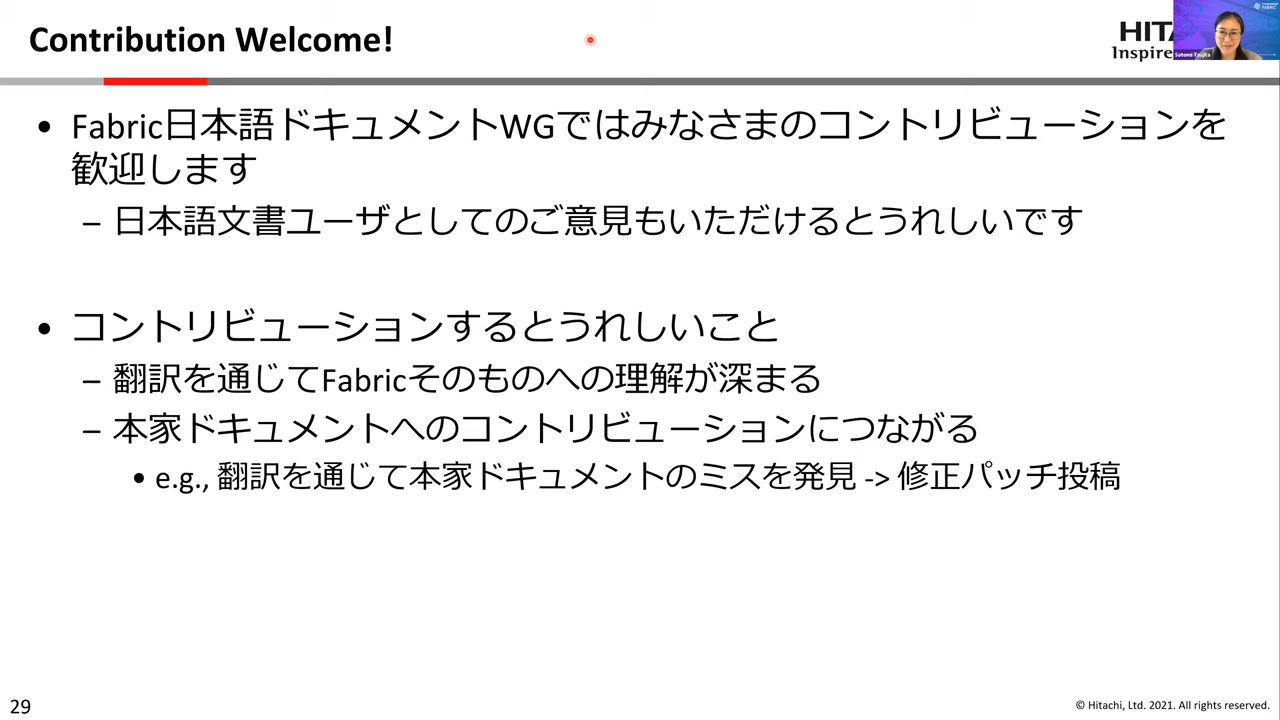 Contribution Welcome!
HITA
Inspire
Satomi Tsujita
FABRIC
• Fabric日本語ドキュメントWGではみなさまのコントリビューションを
歓迎します
– 日本語文書ユーザとしてのご意見もいただけるとうれしいです
• コントリビューションするとうれしいこと
– 翻訳を通じてFabricそのものへの理解が深まる
– 本家ドキュメントへのコントリビューションにつながる
• e.g., 翻訳を通じて本家ドキュメントのミスを発見 -> 修正パッチ投稿
29
© Hitachi, Ltd. 2021. All rights reserved.